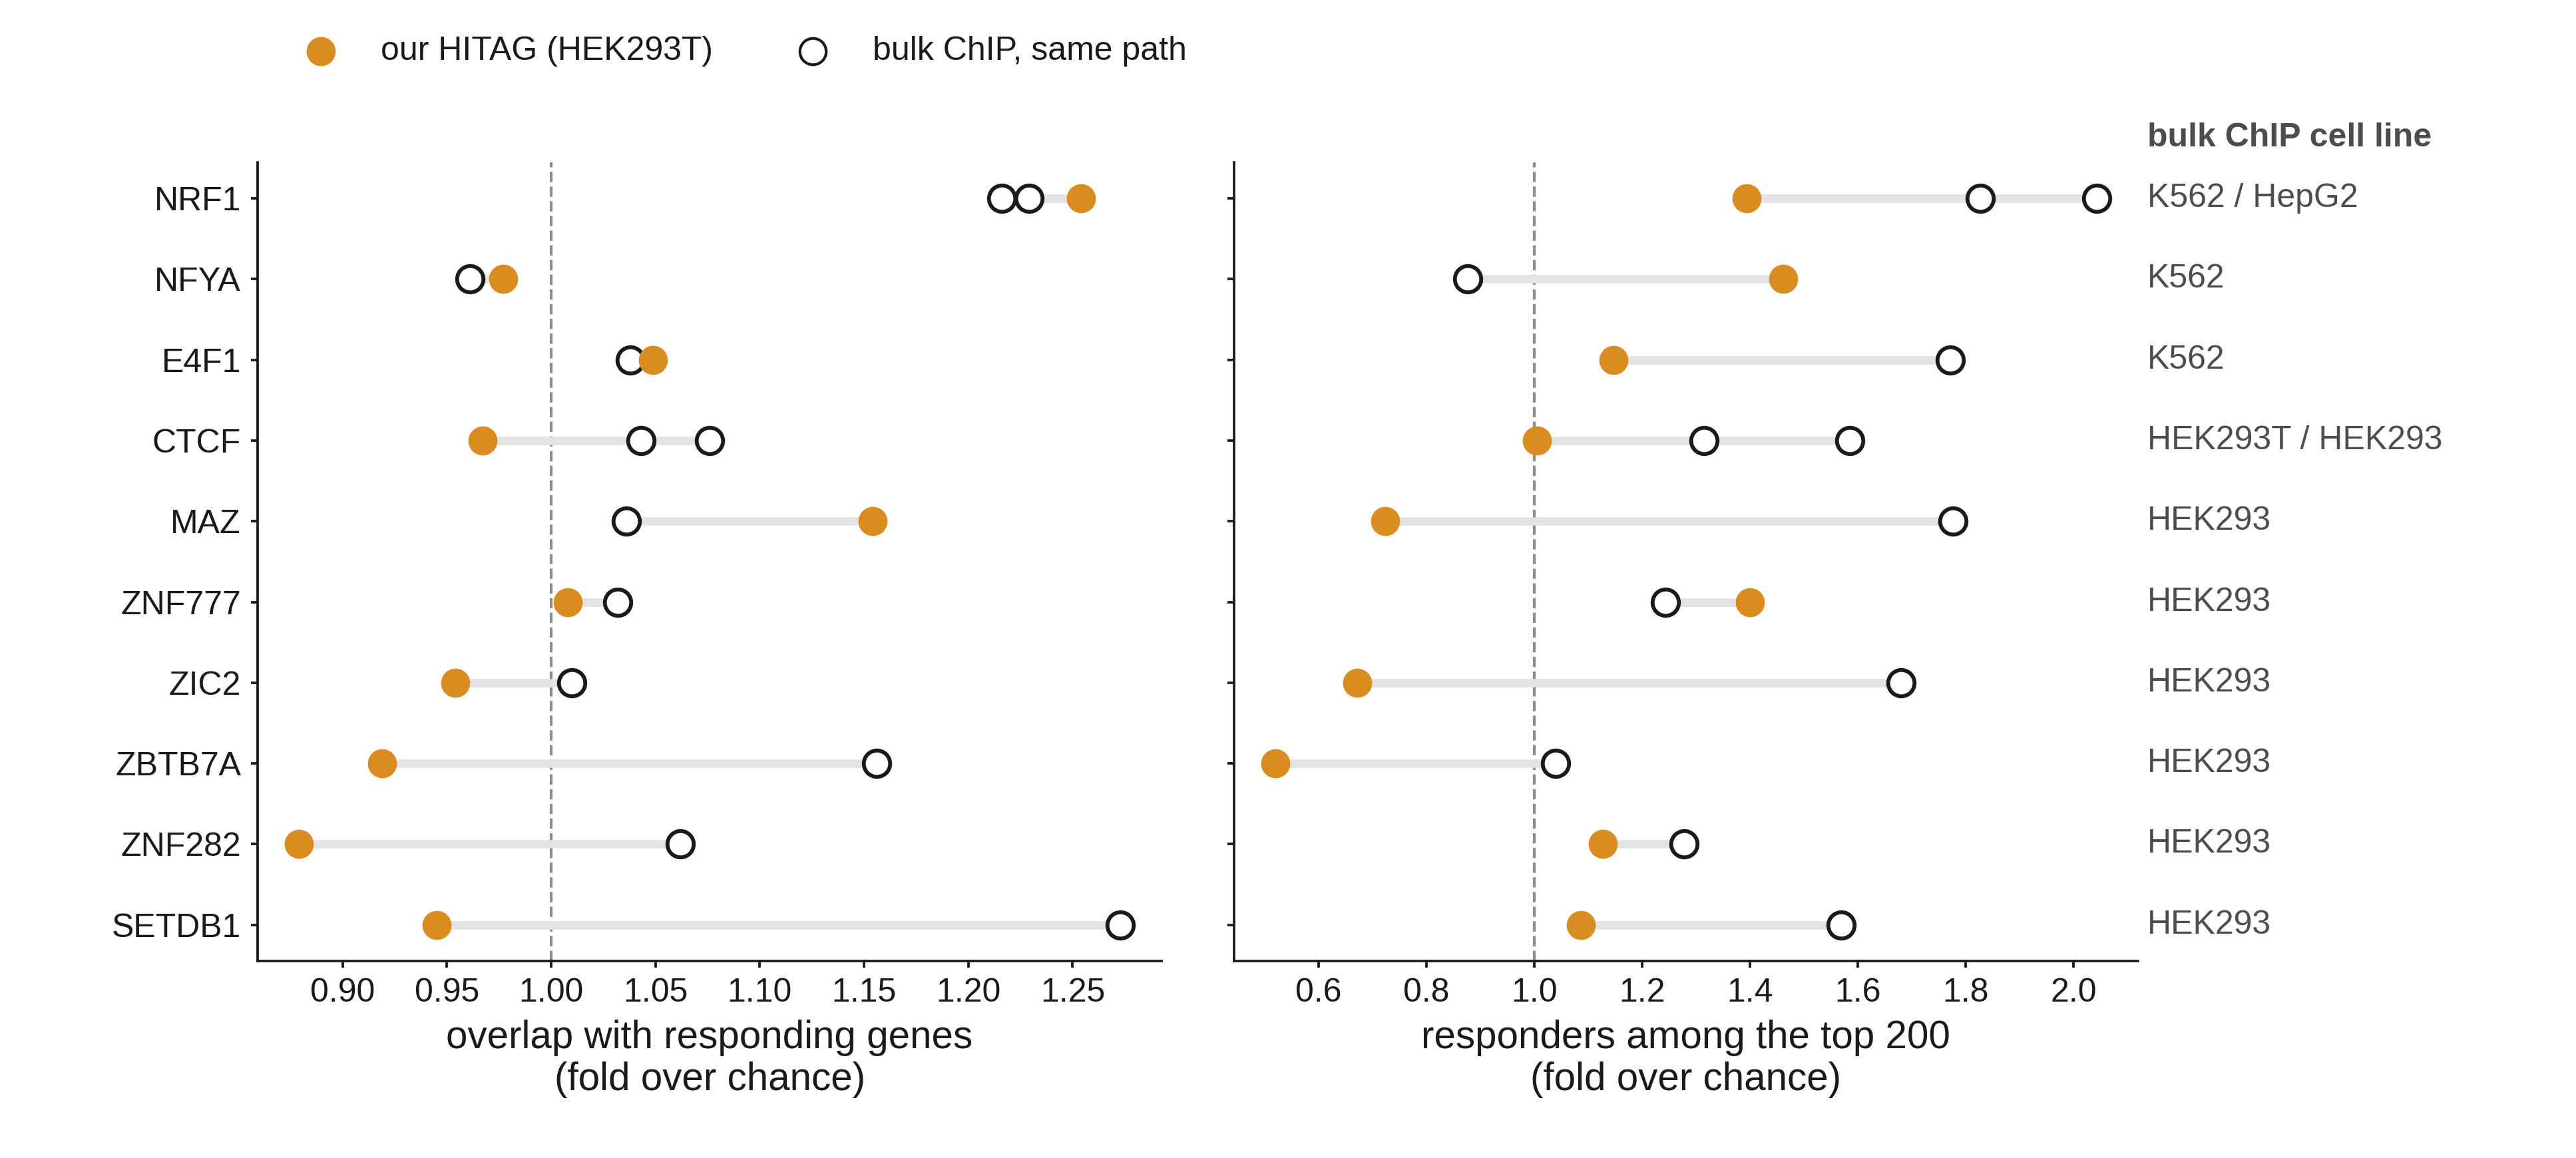 our HITAG (HEK293T)
bulk ChIP, same path
bulk ChIP cell line
NRF1
K562 / HepG2
NFYA
K562
E4F1
K562
CTCF
HEK293T / HEK293
MAZ
HEK293
ZNF777
HEK293
ZIC2
HEK293
ZBTB7A
HEK293
ZNF282
HEK293
SETDB1
HEK293
0.90 0.95 1.00 1.05 1.10 1.15 1.20 1.25
0.6 0.8 1.0 1.2 1.4 1.6 1.8 2.0
overlap with responding genes
(fold over chance)
responders among the top 200
(fold over chance)